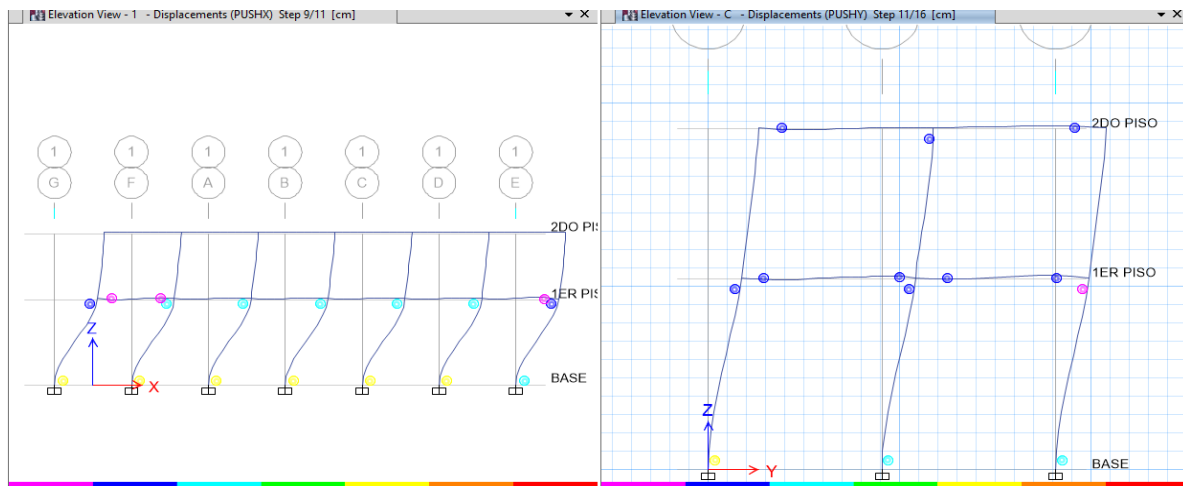 Elevation View - 1 - Displacements (PUSHX) Step 9/11 [cm]
1 1 1 1 1 1 1
G F A B C D E
2DO PI
1ER PIS
Z
X
BASE
Elevation View - C - Displacements (PUSHY) Step 11/16 [cm]
2DO PISO
1ER PISO
Z
Y
BASE